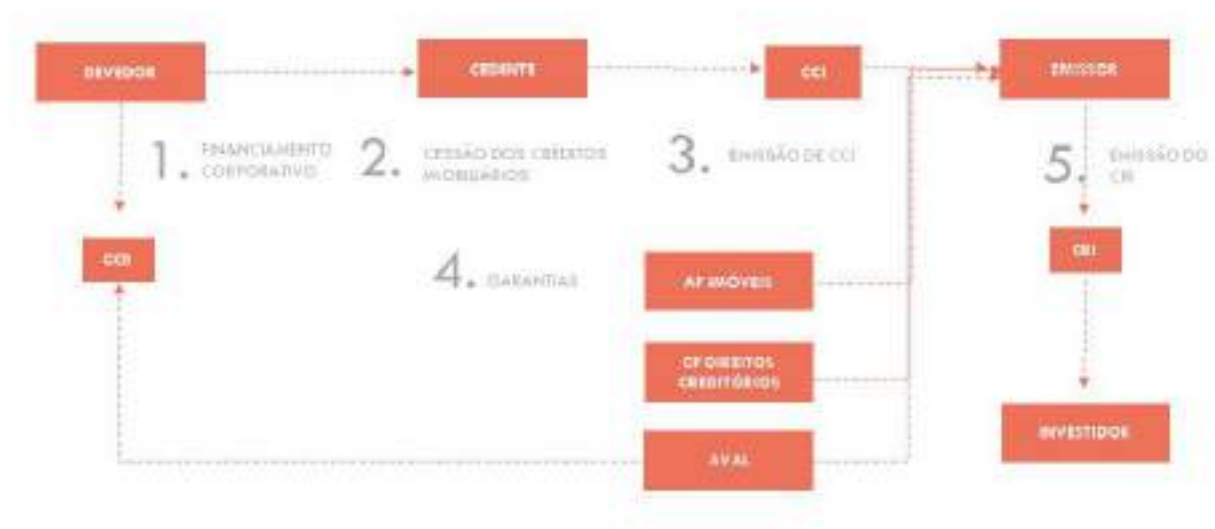 DEVEDOR
CEDENTE
CCI
EMISSOR
1. FINANCIAMENTO
CORPORATIVO
2. CESSÃO DOS CRÉDITOS
IMOBILIÁRIOS
3. EMISSÃO DE CCI
5. EMISSÃO DO
CRI
CCB
CRI
4. GARANTIAS
AF IMÓVEIS
CF DIREITOS
CREDITÓRIOS
INVESTIDOR
AVAL